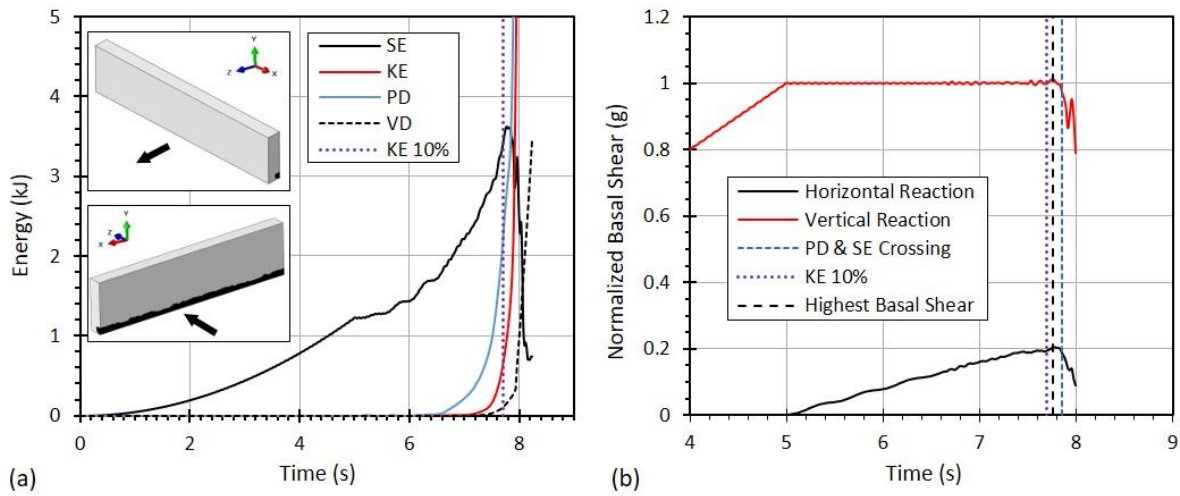 5
4
3
2
1
0
Energy (kJ)
Y
Z
X
Y
Z
X
SE
KE
PD
VD
KE 10%
0 2 4 6 8
Time (s)
(a)
1.2
1
0.8
0.6
0.4
0.2
0
Normalized Basal Shear (g)
Horizontal Reaction
Vertical Reaction
PD & SE Crossing
KE 10%
Highest Basal Shear
4 5 6 7 8 9
Time (s)
(b)